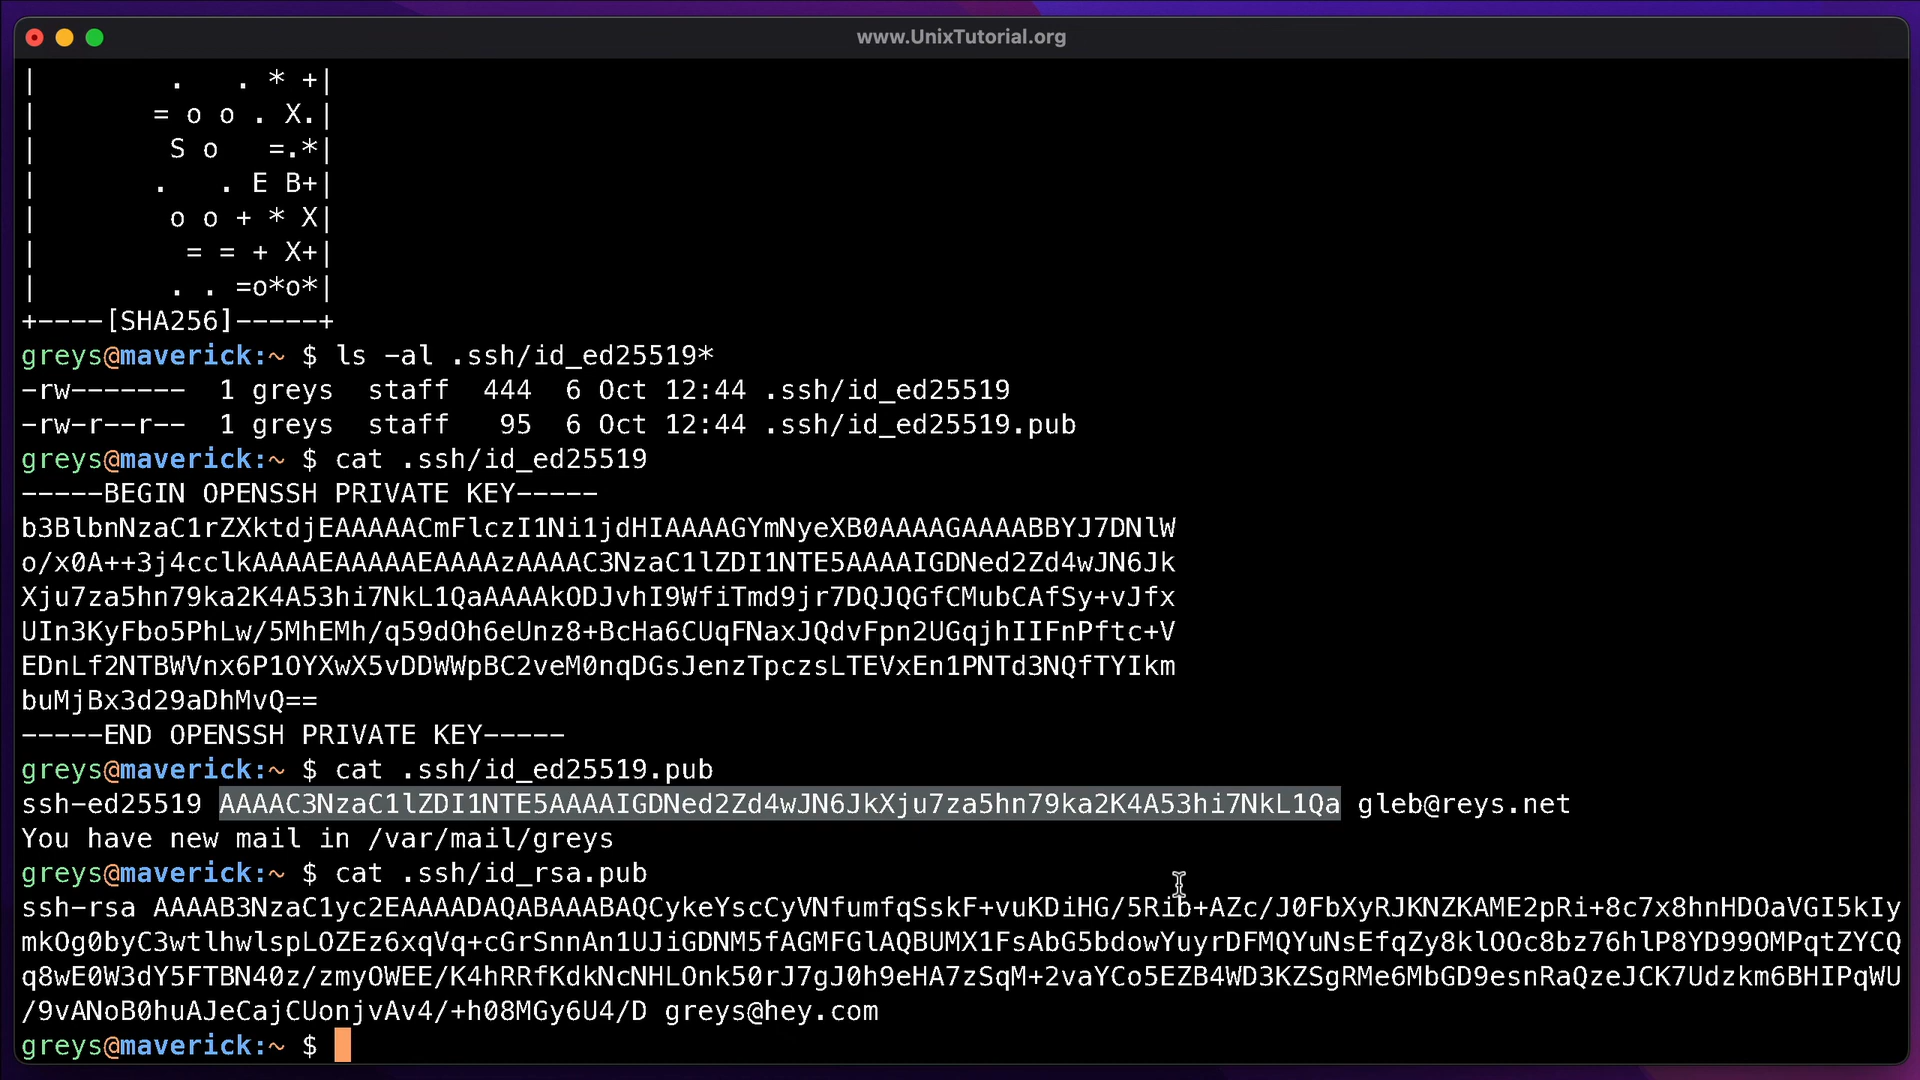 www.UnixTutorial.org
|         .   . * +|
|        = o o . X.|
|         S o   =.*|
|        .   . E B+|
|         o o + * X|
|          = = + X+|
|         . . =o*o*|
+----[SHA256]-----+
greys@maverick:~ $ ls -al .ssh/id_ed25519*
-rw-------  1 greys  staff  444  6 Oct 12:44 .ssh/id_ed25519
-rw-r--r--  1 greys  staff   95  6 Oct 12:44 .ssh/id_ed25519.pub
greys@maverick:~ $ cat .ssh/id_ed25519
-----BEGIN OPENSSH PRIVATE KEY-----
b3BlbnNzaC1rZXktdjEAAAAACmFlczI1Ni1jdHIAAAAGYmNyeXB0AAAAGAAAABBYJ7DNlW
o/x0A++3j4cclkAAAAEAAAAAEAAAAzAAAAC3NzaC1lZDI1NTE5AAAAIGDNed2Zd4wJN6Jk
Xju7za5hn79ka2K4A53hi7NkL1QaAAAAkODJvhI9WfiTmd9jr7DQJQGfCMubCAfSy+vJfx
UIn3KyFbo5PhLw/5MhEMh/q59dOh6eUnz8+BcHa6CUqFNaxJQdvFpn2UGqjhIIFnPftc+V
EDnLf2NTBWVnx6P1OYXwX5vDDWWpBC2veM0nqDGsJenzTpczsLTEVxEn1PNTd3NQfTYIkm
buMjBx3d29aDhMvQ==
-----END OPENSSH PRIVATE KEY-----
greys@maverick:~ $ cat .ssh/id_ed25519.pub
ssh-ed25519 AAAAC3NzaC1lZDI1NTE5AAAAIGDNed2Zd4wJN6JkXju7za5hn79ka2K4A53hi7NkL1Qa gleb@reys.net
You have new mail in /var/mail/greys
greys@maverick:~ $ cat .ssh/id_rsa.pub
ssh-rsa AAAAB3NzaC1yc2EAAAADAQABAAABAQCykeYscCyVNfumfqSskF+vuKDiHG/5Rib+AZc/J0FbXyRJKNZKAME2pRi+8c7x8hnHDOaVGI5kIy
mkOg0byC3wtlhwlspLOZEz6xqVq+cGrSnnAn1UJiGDNM5fAGMFGlAQBUMX1FsAbG5bdowYuyrDFMQYuNsEfqZy8klOOc8bz76hlP8YD99OMPqtZYCQ
q8wE0W3dY5FTBN40z/zmyOWEE/K4hRRfKdkNcNHLOnk50rJ7gJ0h9eHA7zSqM+2vaYCo5EZB4WD3KZSgRMe6MbGD9esnRaQzeJCK7Udzkm6BHIPqWU
/9vANoB0huAJeCajCUonjvAv4/+h08MGy6U4/D greys@hey.com
greys@maverick:~ $